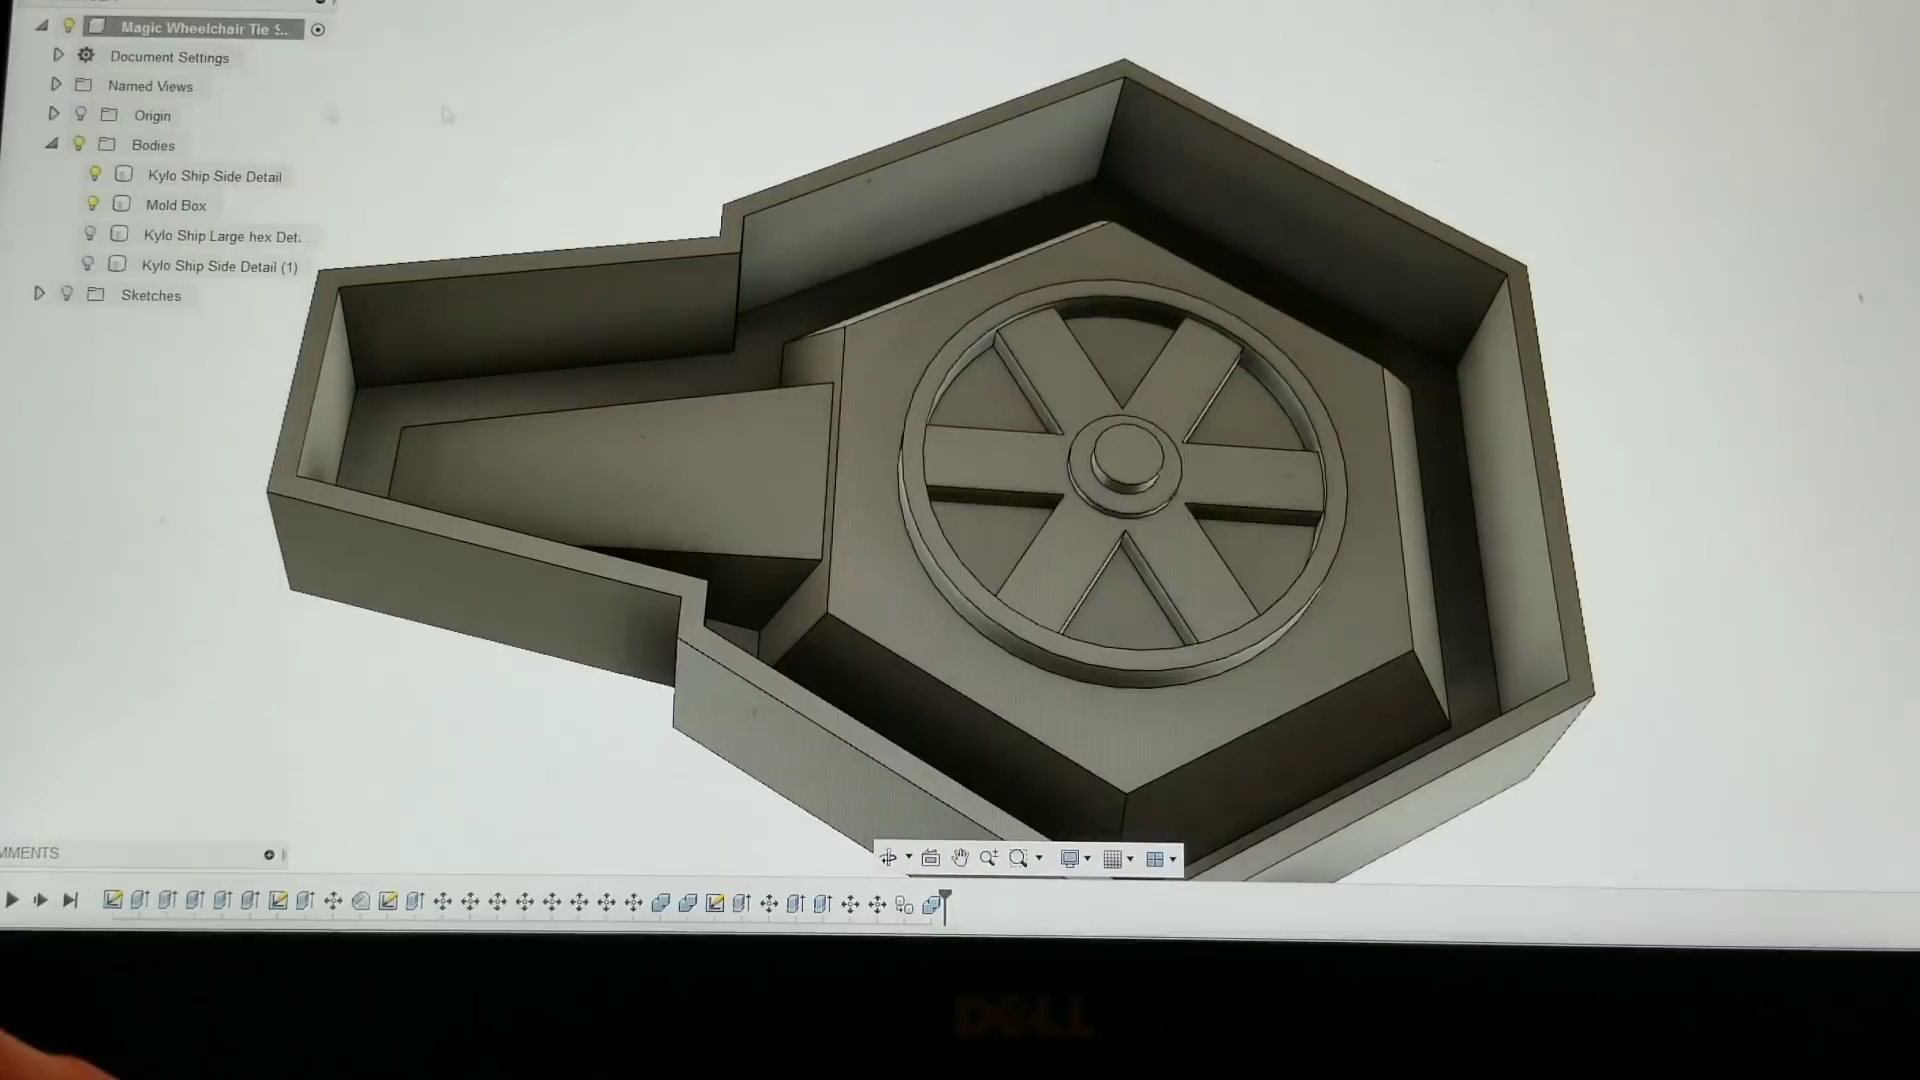 Magic Wheelchair Tie S...
Document Settings
Named Views
Origin
Bodies
Kylo Ship Side Detail
Mold Box
Kylo Ship Large hex Det..
Kylo Ship Side Detail (1)
Sketches
MMENTS
DELL